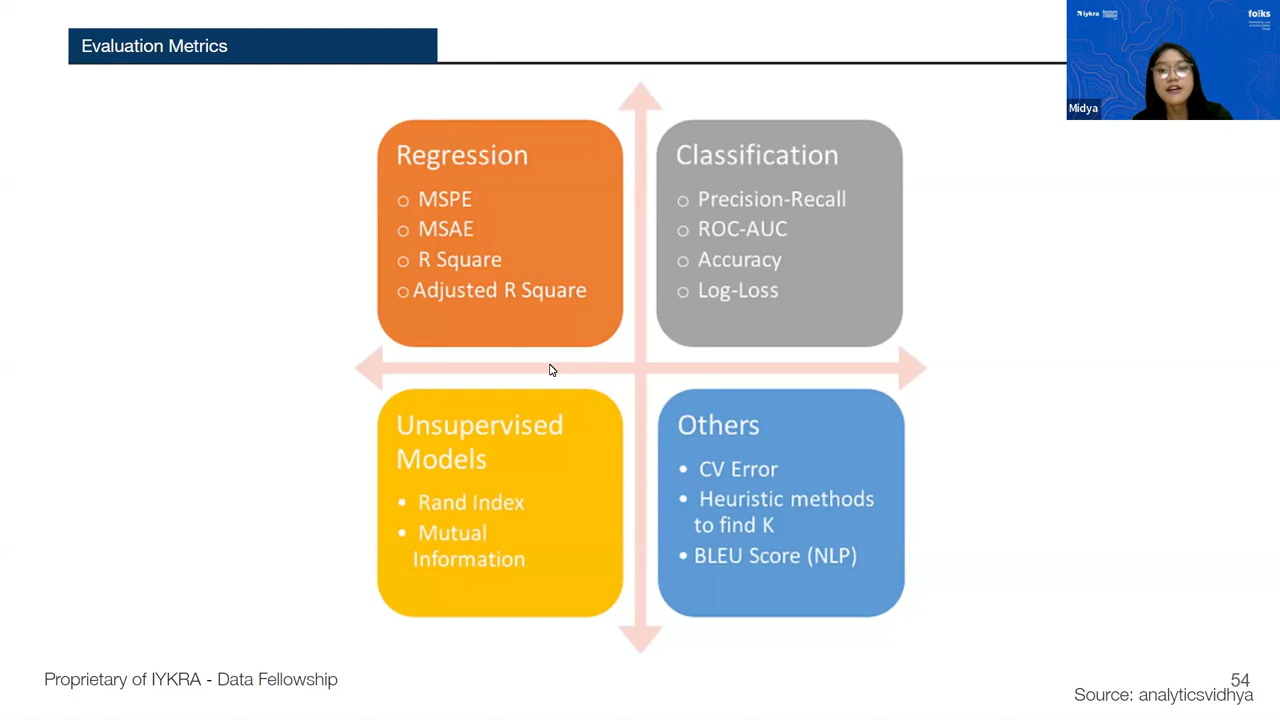 Evaluation Metrics
iykra
foiks
Midya
Regression
MSPE
MSAE
R Square
Adjusted R Square
Classification
Precision-Recall
ROC-AUC
Accuracy
Log-Loss
Unsupervised
Models
Rand Index
Mutual
Information
Others
CV Error
Heuristic methods
to find K
BLEU Score (NLP)
Proprietary of IYKRA - Data Fellowship
54
Source: analyticsvidhya